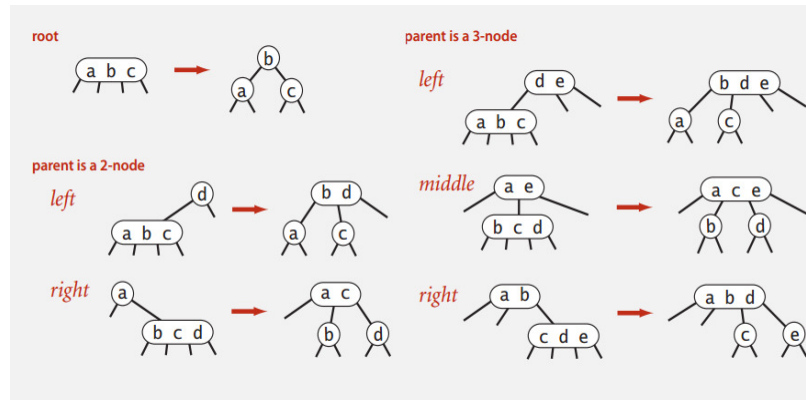 root
a b c
b
a c
parent is a 2-node
left
d
a b c
b d
a c
right
a
b c d
a c
b d
parent is a 3-node
left
d e
a b c
b d e
a c
middle
a e
b c d
a c e
b d
right
a b
c d e
a b d
c e